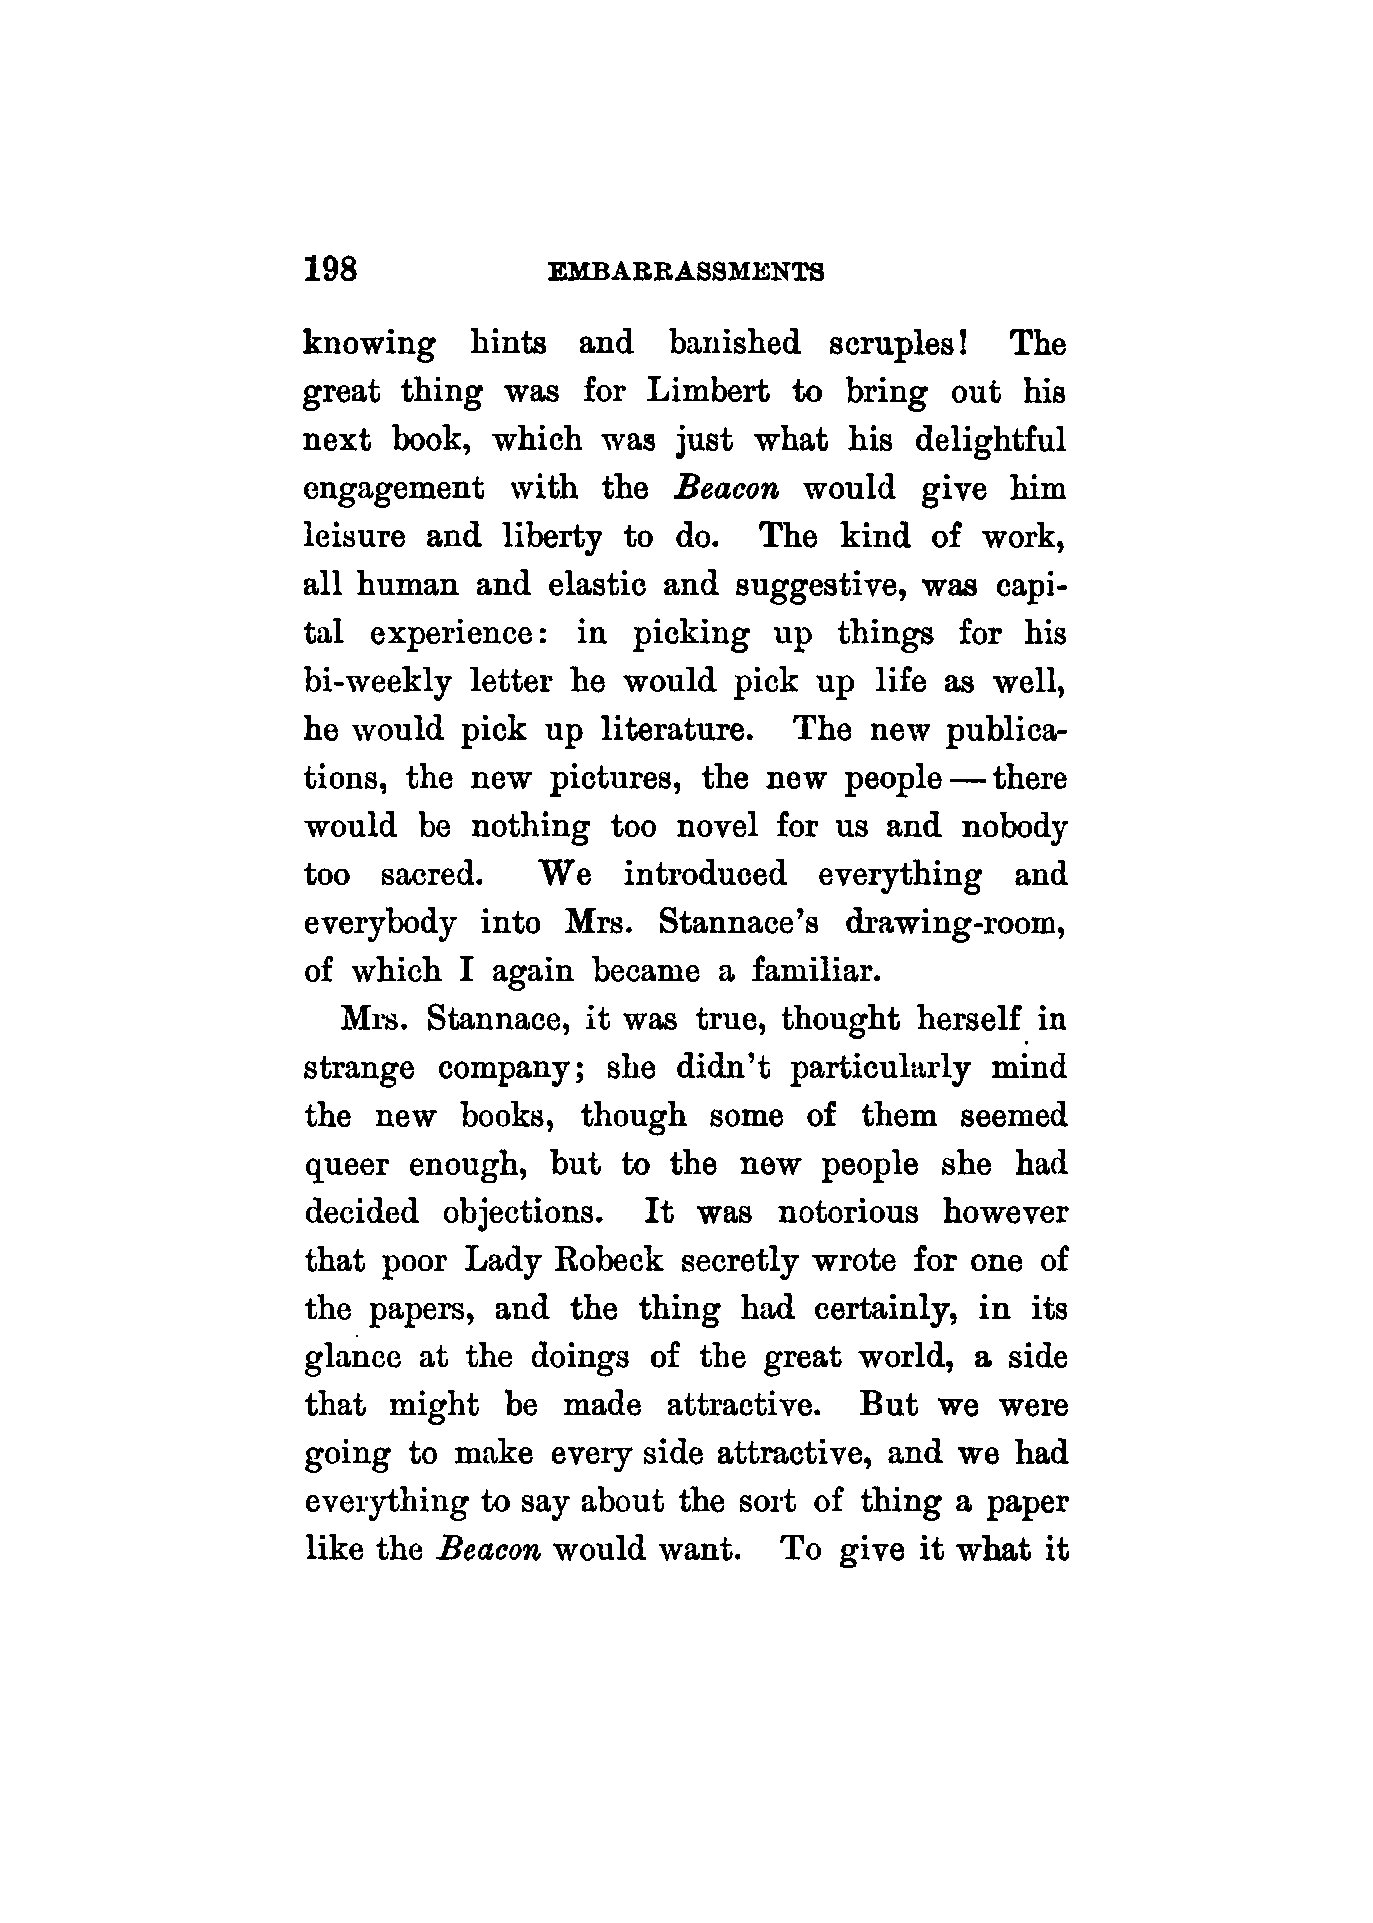 198 EMBARRASSMENTS
knowing hints and banished scruples! The
great thing was for Limbert to bring out his
next book, which was just what his delightful
engagement with the Beacon would give him
leisure and liberty to do. The kind of work,
all human and elastic and suggestive, was capi-
tal experience: in picking up things for his
bi-weekly letter he would pick up life as well,
he would pick up literature. The new publica-
tions, the new pictures, the new people — there
would be nothing too novel for us and nobody
too sacred. We introduced everything and
everybody into Mrs. Stannace's drawing-room,
of which I again became a familiar.
Mrs. Stannace, it was true, thought herself in
strange company; she didn't particularly mind
the new books, though some of them seemed
queer enough, but to the new people she had
decided objections. It was notorious however
that poor Lady Robeck secretly wrote for one of
the papers, and the thing had certainly, in its
glance at the doings of the great world, a side
that might be made attractive. But we were
going to make every side attractive, and we had
everything to say about the sort of thing a paper
like the Beacon would want. To give it what it